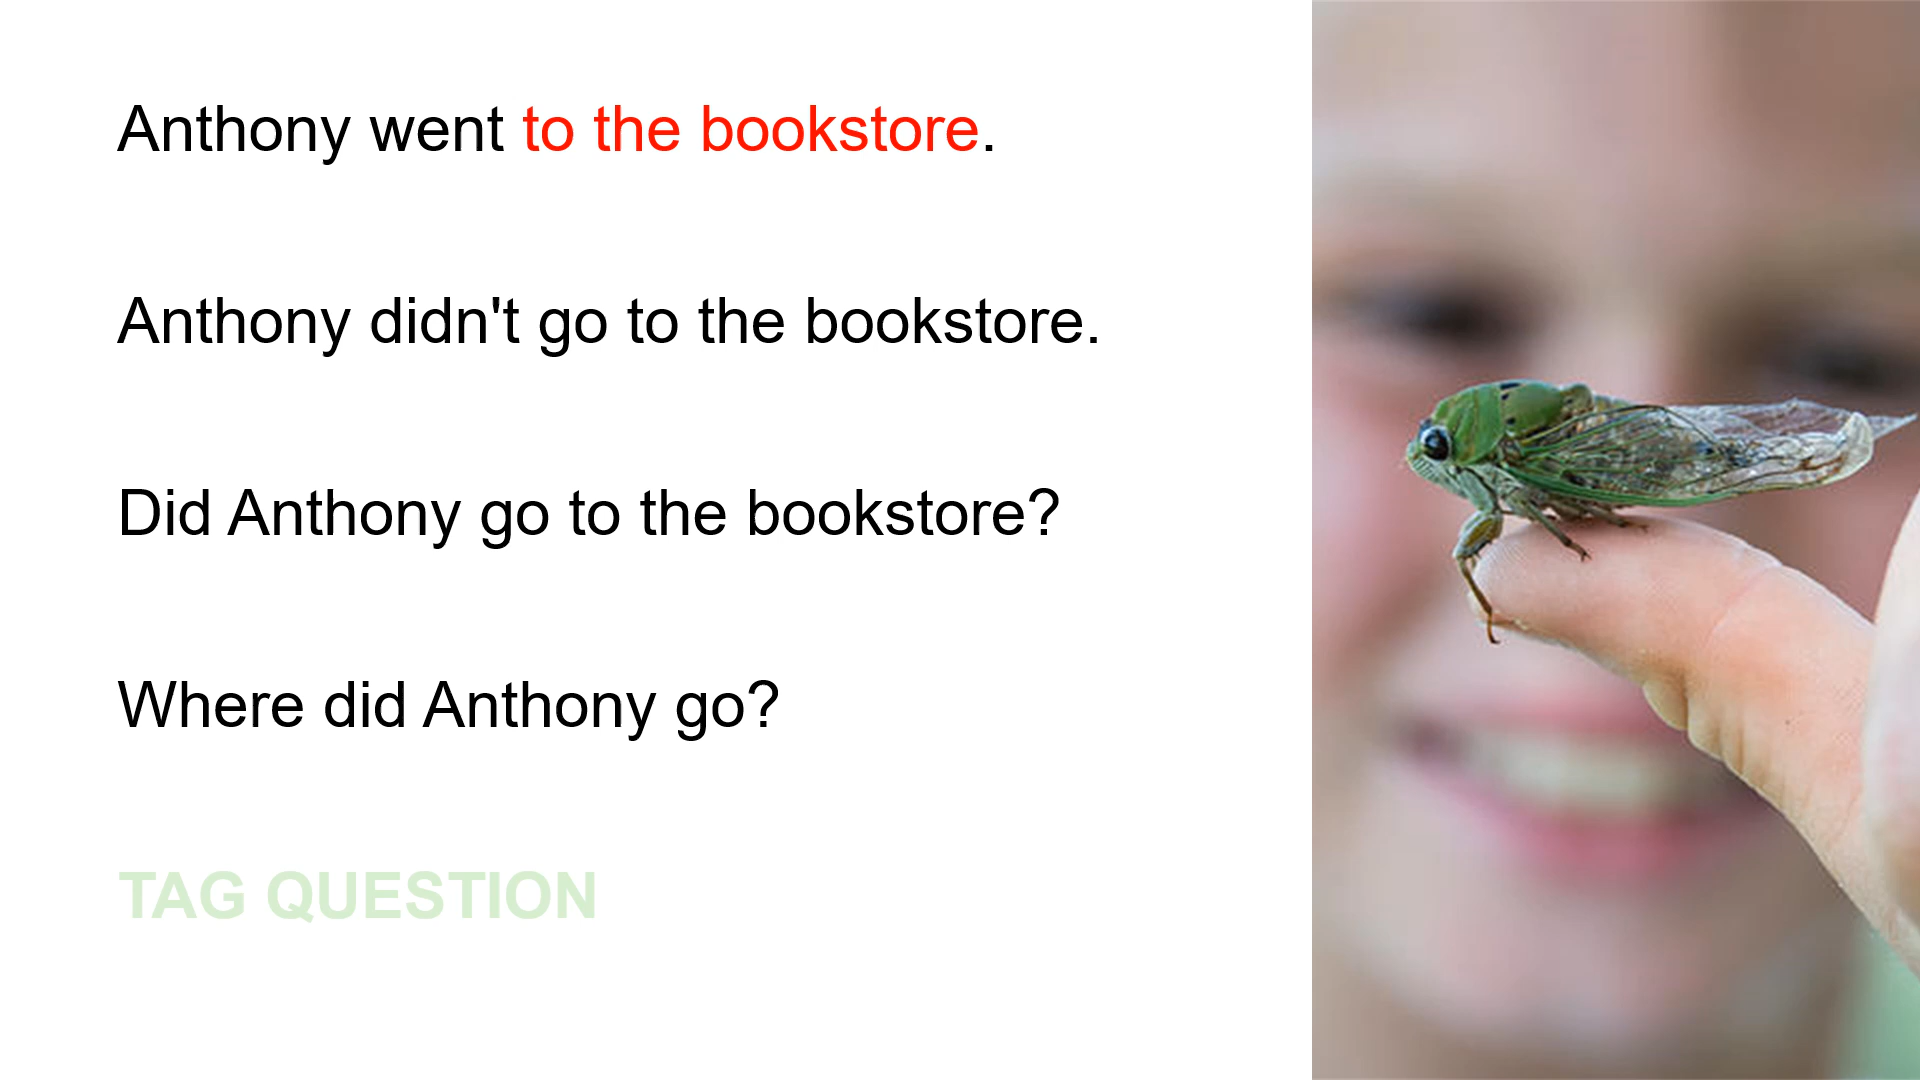 Anthony went to the bookstore.
Anthony didn't go to the bookstore.
Did Anthony go to the bookstore?
Where did Anthony go?
TAG QUESTION